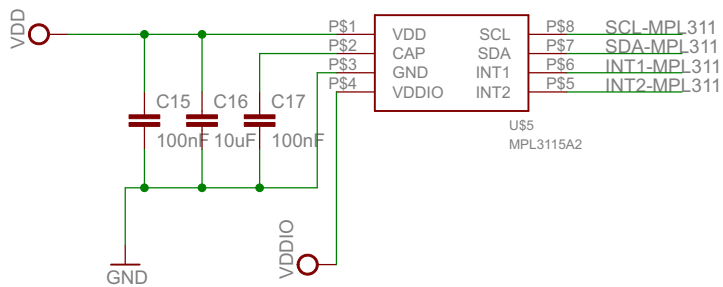 VDD
P$1
P$2
P$3
P$4
VDD
CAP
GND
VDDIO
SCL
SDA
INT1
INT2
P$8
P$7
P$6
P$5
SCL-MPL311
SDA-MPL311
INT1-MPL311
INT2-MPL311
C15
100nF
C16
10uF
C17
100nF
U$5
MPL3115A2
GND
VDDIO